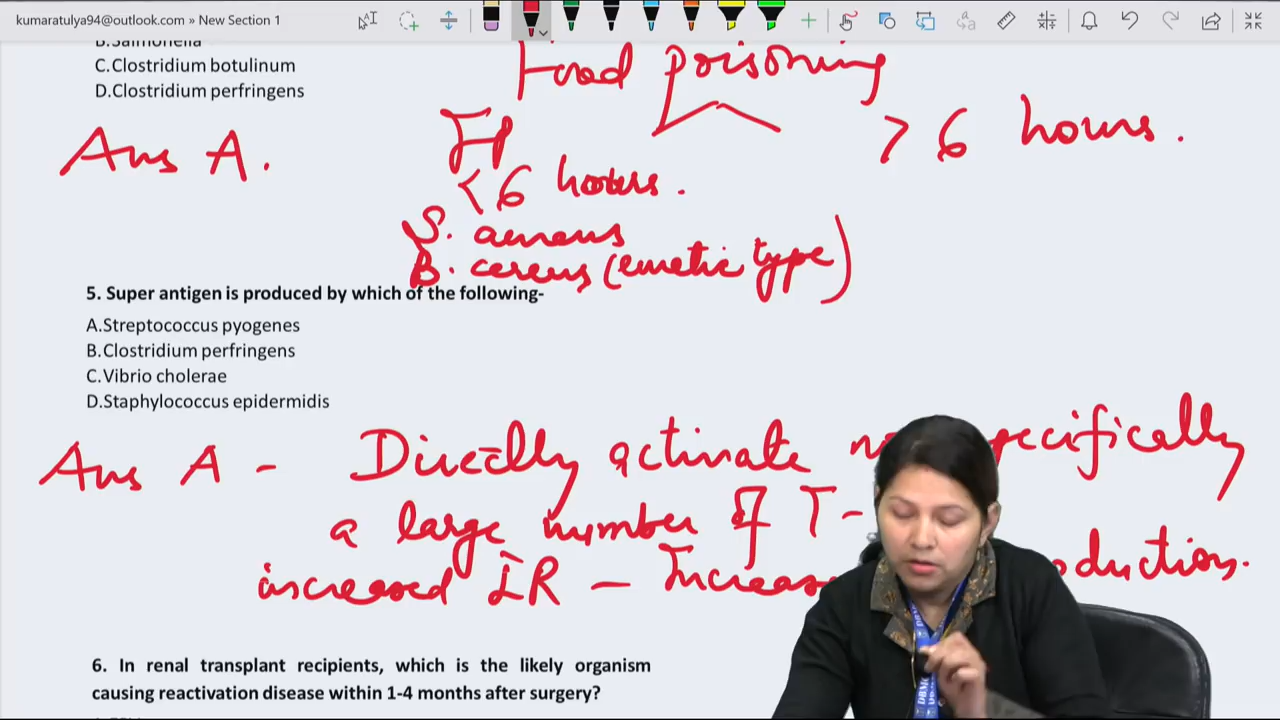 kumaratulya94@outlook.com » New Section 1
B.Salmonella
C.Clostridium botulinum
D.Clostridium perfringens
Food poisoning
Ans A.
Fp
<6 hours.
>6 hours.
S. aureus
B. cereus (emetic type)
5. Super antigen is produced by which of the following-
A.Streptococcus pyogenes
B.Clostridium perfringens
C.Vibrio cholerae
D.Staphylococcus epidermidis
Ans A - Directly activate
a large number of T-
increased IR – Increase
6. In renal transplant recipients, which is the likely organism
causing reactivation disease within 1-4 months after surgery?